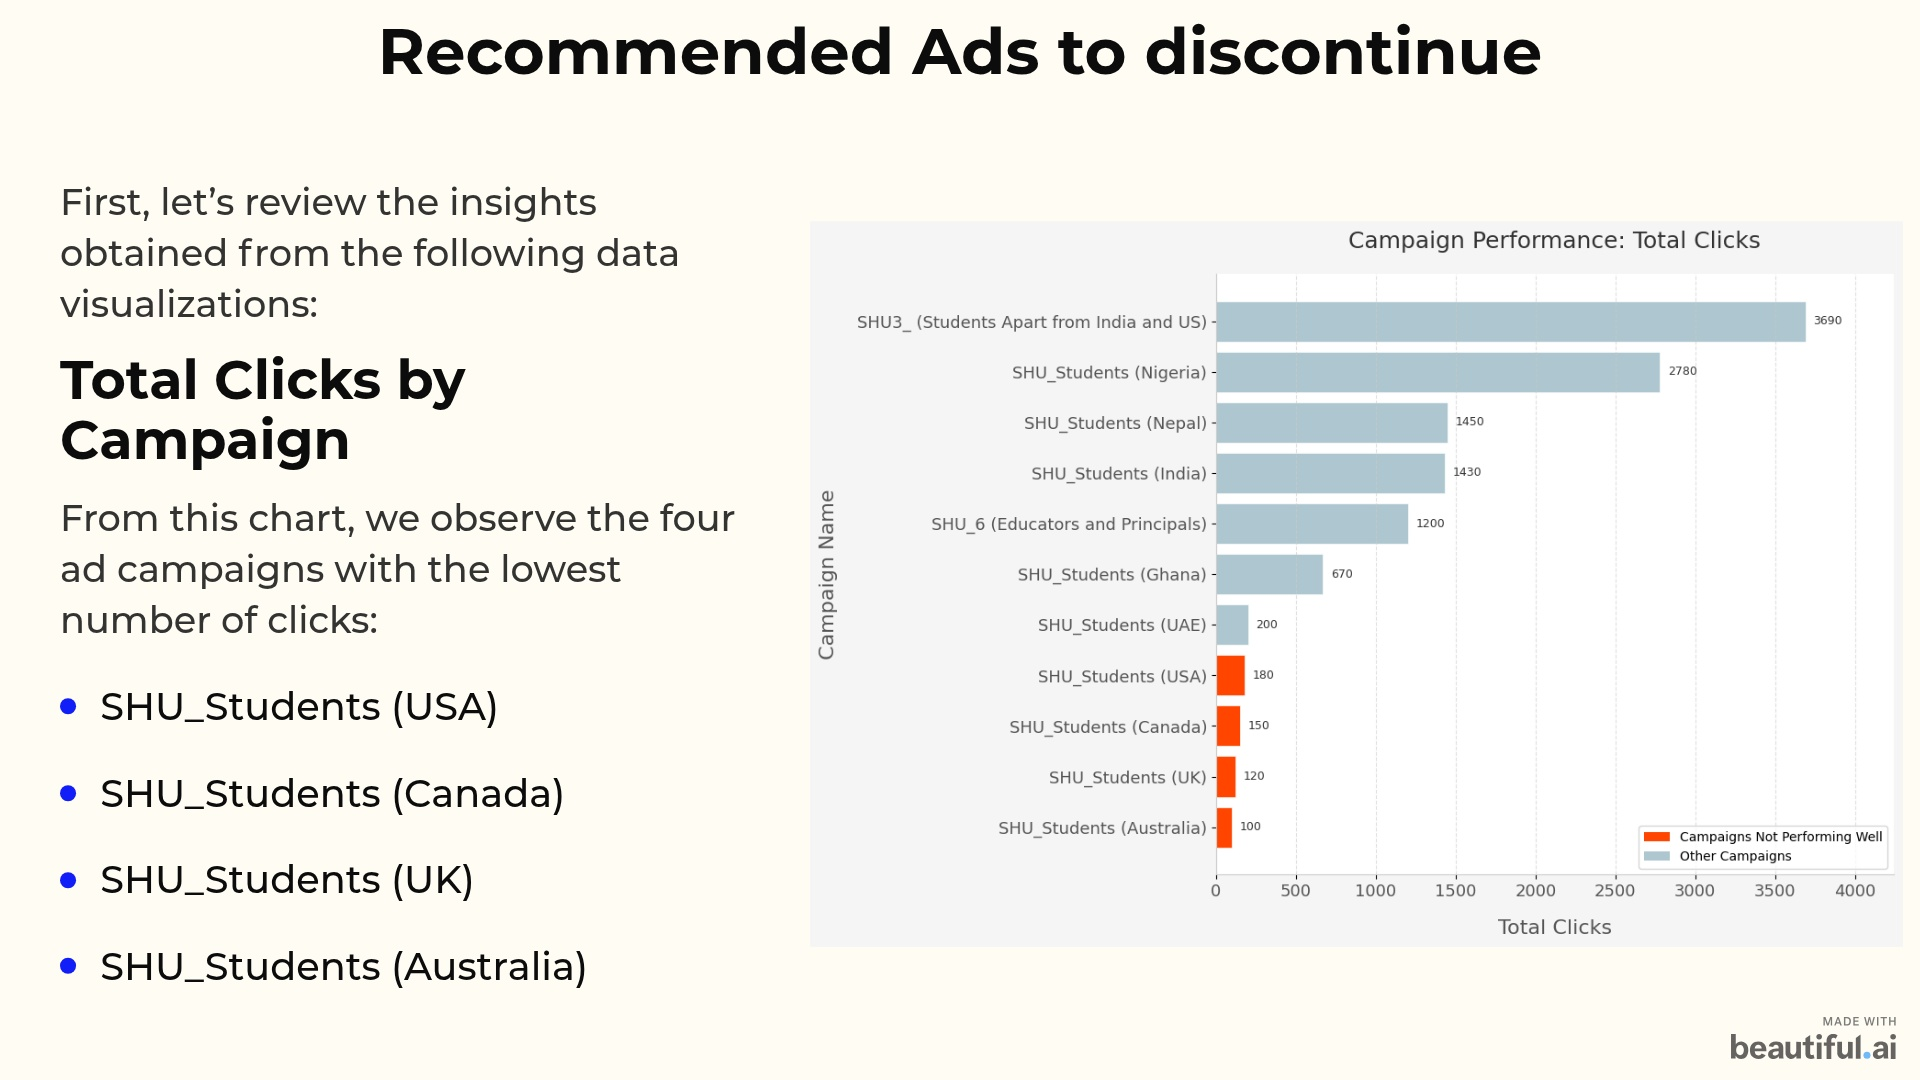 Recommended Ads to discontinue
First, let’s review the insights
obtained from the following data
visualizations:
Total Clicks by
Campaign
From this chart, we observe the four
ad campaigns with the lowest
number of clicks:
SHU_Students (USA)
SHU_Students (Canada)
SHU_Students (UK)
SHU_Students (Australia)
Campaign Performance: Total Clicks
Campaign Name
SHU3_ (Students Apart from India and US) 3690
SHU_Students (Nigeria) 2780
SHU_Students (Nepal) 1450
SHU_Students (India) 1430
SHU_6 (Educators and Principals) 1200
SHU_Students (Ghana) 670
SHU_Students (UAE) 200
SHU_Students (USA) 180
SHU_Students (Canada) 150
SHU_Students (UK) 120
SHU_Students (Australia) 100
Campaigns Not Performing Well
Other Campaigns
0 500 1000 1500 2000 2500 3000 3500 4000
Total Clicks
MADE WITH
beautiful.ai